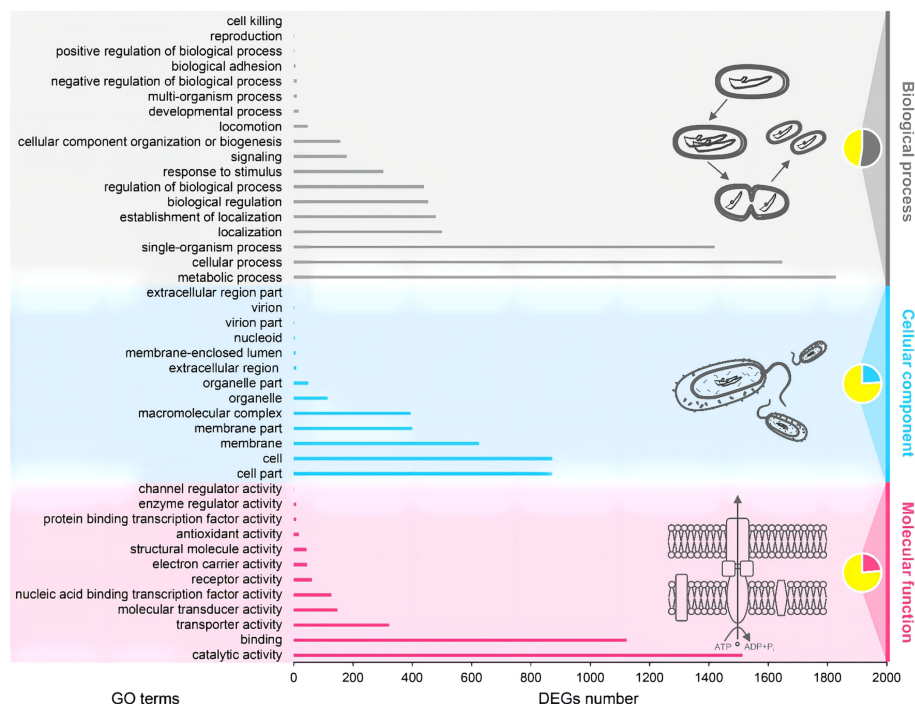 cell killing
reproduction
positive regulation of biological process
biological adhesion
negative regulation of biological process
multi-organism process
developmental process
locomotion
cellular component organization or biogenesis
signaling
response to stimulus
regulation of biological process
biological regulation
establishment of localization
localization
single-organism process
cellular process
metabolic process
Biological process
extracellular region part
virion
virion part
nucleoid
membrane-enclosed lumen
extracellular region
organelle part
organelle
macromolecular complex
membrane part
membrane
cell
cell part
Cellular component
channel regulator activity
enzyme regulator activity
protein binding transcription factor activity
antioxidant activity
structural molecule activity
electron carrier activity
receptor activity
nucleic acid binding transcription factor activity
molecular transducer activity
transporter activity
binding
catalytic activity
ATP ADP+Pi
Molecular function
0 200 400 600 800 1000 1200 1400 1600 1800 2000
GO terms DEGs number